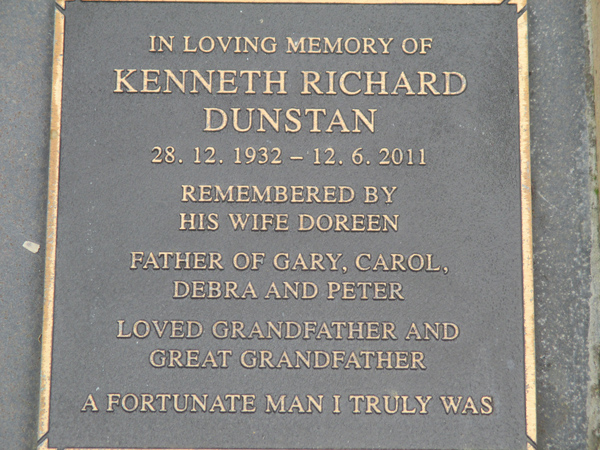 IN LOVING MEMORY OF
KENNETH RICHARD
DUNSTAN
28. 12. 1932 – 12. 6. 2011
REMEMBERED BY
HIS WIFE DOREEN
FATHER OF GARY, CAROL,
DEBRA AND PETER
LOVED GRANDFATHER AND
GREAT GRANDFATHER
A FORTUNATE MAN I TRULY WAS